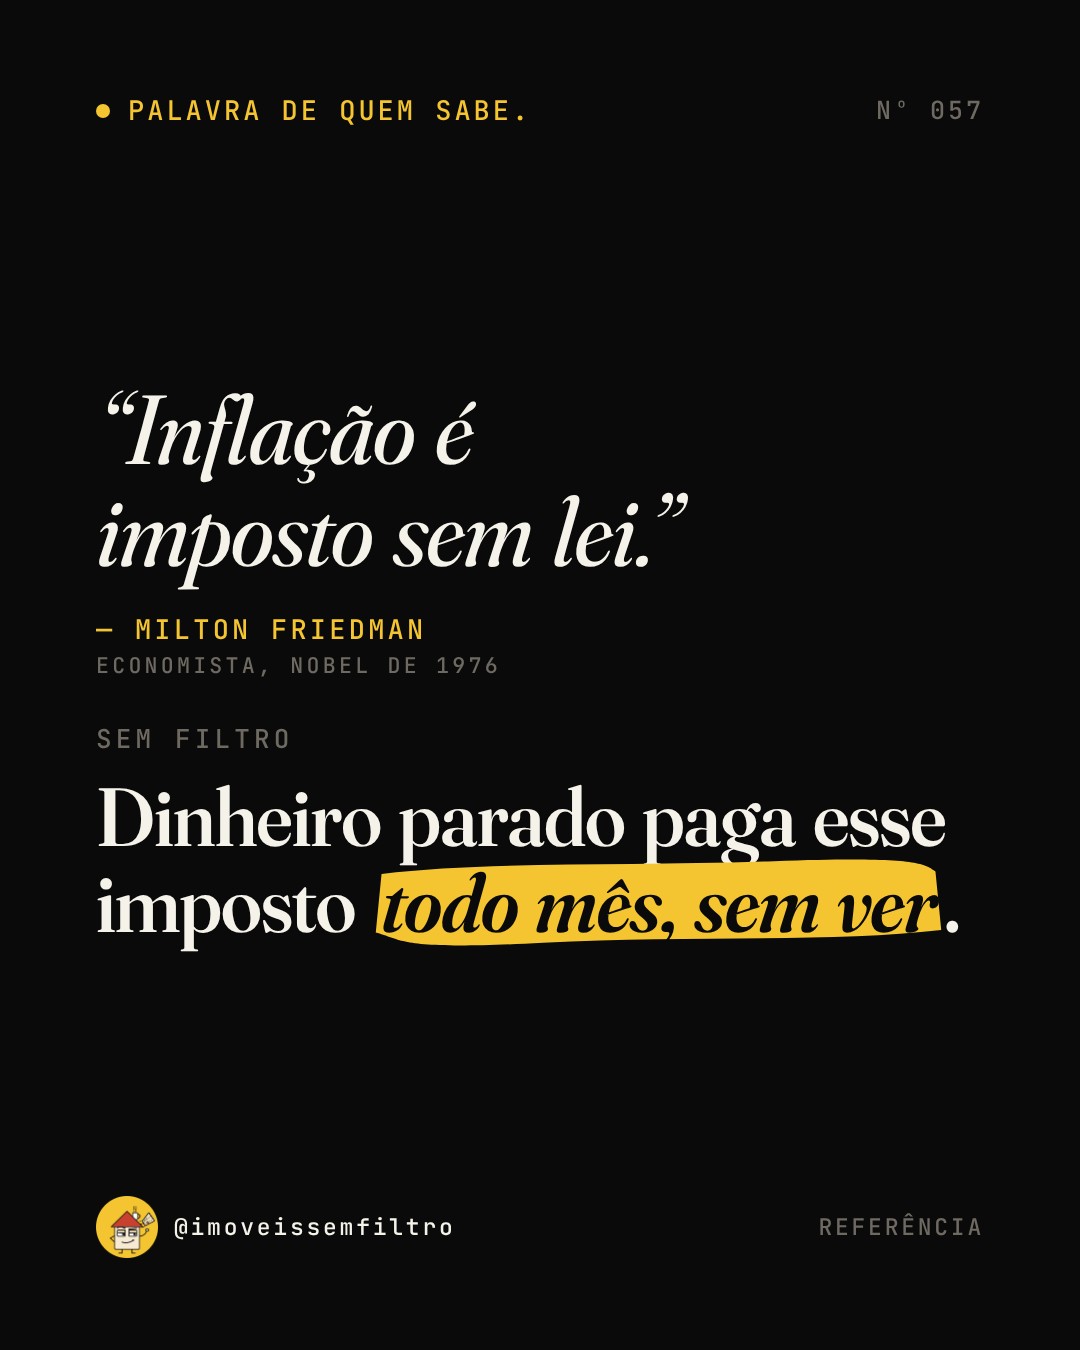 PALAVRA DE QUEM SABE.
Nº 057
“Inflação é
imposto sem lei.”
— MILTON FRIEDMAN
ECONOMISTA, NOBEL DE 1976
SEM FILTRO
Dinheiro parado paga esse
imposto todo mês, sem ver.
@imoveissemfiltro
REFERÊNCIA